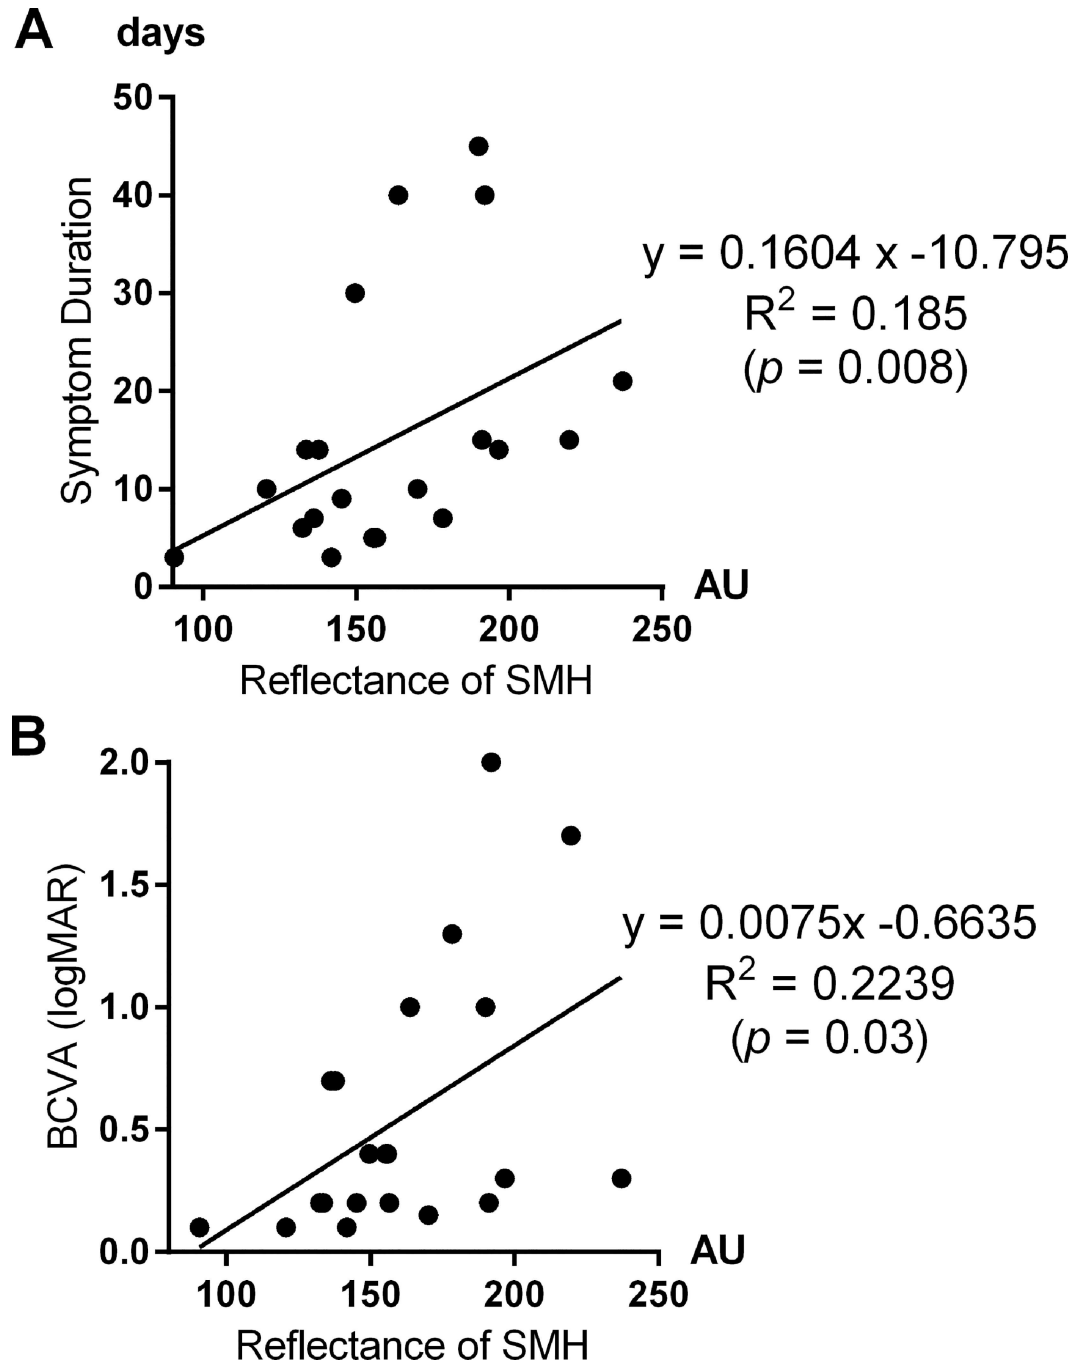 A days
50
40
30
20
10
0
Symptom Duration
y = 0.1604 x -10.795
R² = 0.185
(p = 0.008)
100 150 200 250 AU
Reflectance of SMH
B
2.0
1.5
1.0
0.5
0.0
BCVA (logMAR)
y = 0.0075x -0.6635
R² = 0.2239
(p = 0.03)
100 150 200 250 AU
Reflectance of SMH